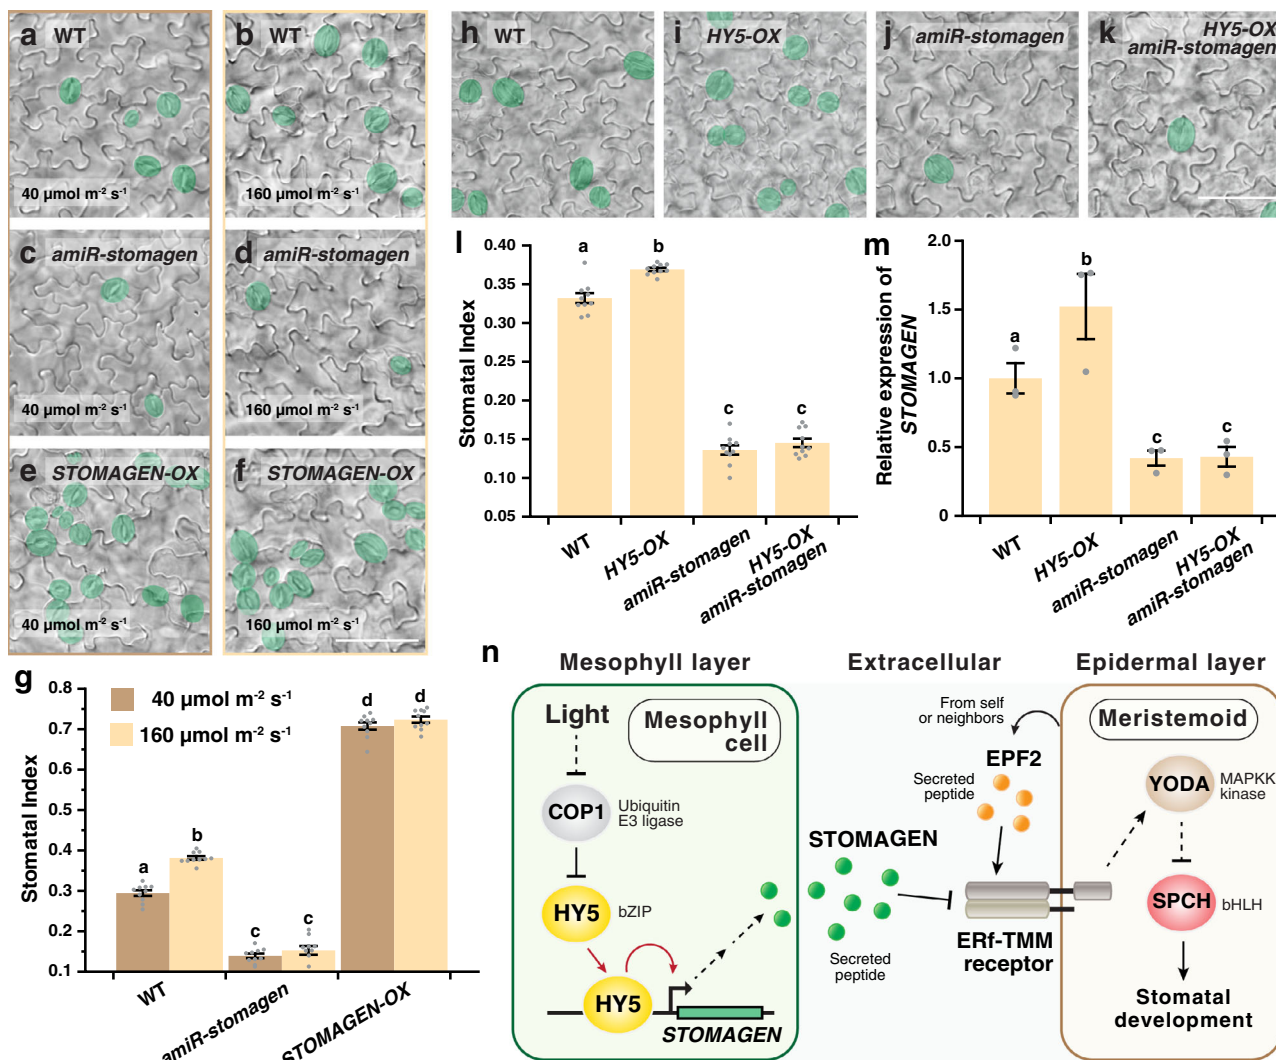 a WT
40 µmol m⁻² s⁻¹
b WT
160 µmol m⁻² s⁻¹
c amiR-stomagen
40 µmol m⁻² s⁻¹
d amiR-stomagen
160 µmol m⁻² s⁻¹
e STOMAGEN-OX
40 µmol m⁻² s⁻¹
f STOMAGEN-OX
160 µmol m⁻² s⁻¹
g
Stomatal Index
0.8
0.7
0.6
0.5
0.4
0.3
0.2
0.1
40 µmol m⁻² s⁻¹
160 µmol m⁻² s⁻¹
a
b
c
c
d
d
WT
amiR-stomagen
STOMAGEN-OX
h WT
i HY5-OX
j amiR-stomagen
k HY5-OX
amiR-stomagen
l
Stomatal Index
0.40
0.35
0.30
0.25
0.20
0.15
0.10
0.05
a
b
c
c
WT
HY5-OX
amiR-stomagen
HY5-OX
amiR-stomagen
m
Relative expression of
STOMAGEN
2.0
1.5
1.0
0.5
0
a
b
c
c
WT
HY5-OX
amiR-stomagen
HY5-OX
amiR-stomagen
n
Mesophyll layer
Extracellular
Epidermal layer
Light
Mesophyll
cell
COP1
Ubiquitin
E3 ligase
HY5
bZIP
HY5
STOMAGEN
STOMAGEN
Secreted
peptide
From self
or neighbors
EPF2
Secreted
peptide
ERf-TMM
receptor
Meristemoid
YODA
MAPKK
kinase
SPCH
bHLH
Stomatal
development